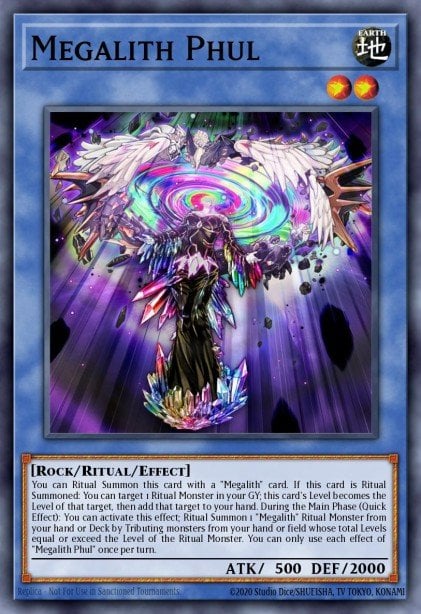 Megalith Phul
EARTH
地
[Rock/Ritual/Effect]
You can Ritual Summon this card with a "Megalith" card. If this card is Ritual
Summoned: You can target 1 Ritual Monster in your GY; this card's Level becomes the
Level of that target, then add that target to your hand. During the Main Phase (Quick
Effect): You can activate this effect; Ritual Summon 1 "Megalith" Ritual Monster from
your hand or Deck by Tributing monsters from your hand or field whose total Levels
equal or exceed the Level of the Ritual Monster. You can only use each effect of
"Megalith Phul" once per turn.
ATK/ 500 DEF/2000
Replica - Not For Use in Sanctioned Tournaments.
©2020 Studio Dice/SHUEISHA, TV TOKYO, KONAMI